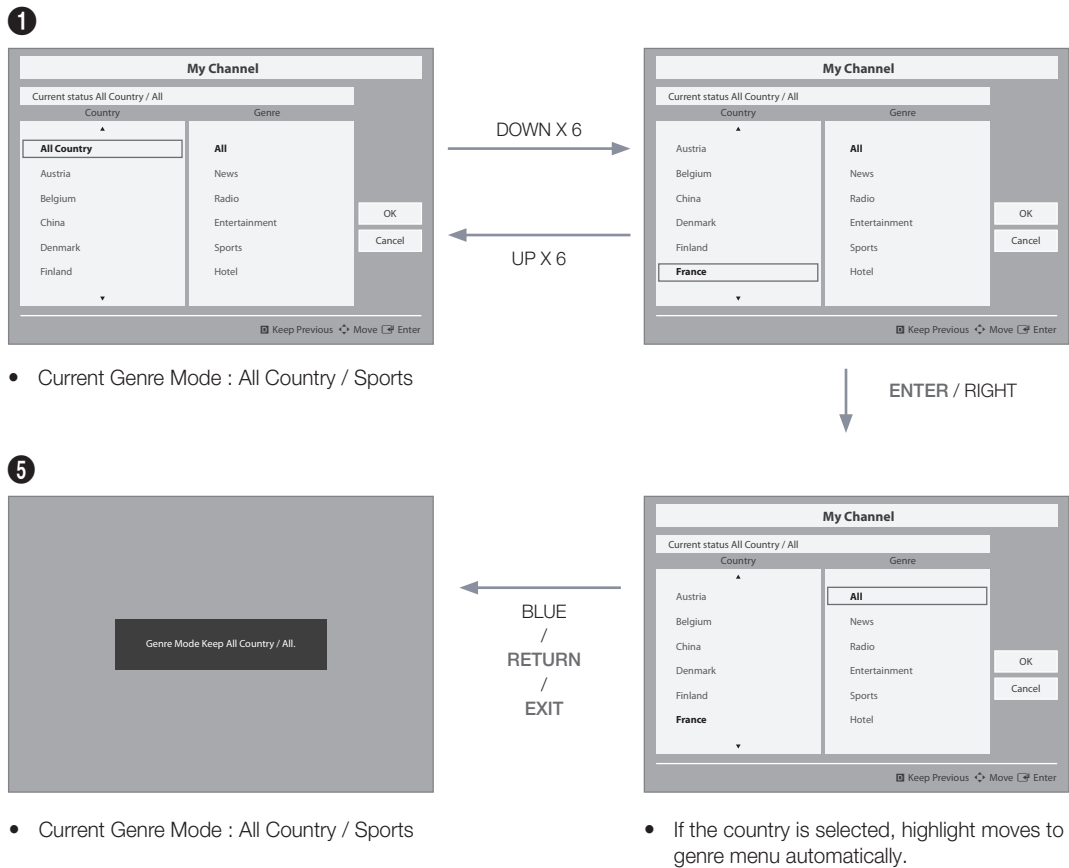 ❶
My Channel
Current status All Country / All
Country Genre
▲
All Country All
Austria News
Belgium Radio
China Entertainment
Denmark Sports
Finland Hotel
▼
OK
Cancel
D Keep Previous Move Enter
DOWN X 6
UP X 6
My Channel
Current status All Country / All
Country Genre
▲
Austria All
Belgium News
China Radio
Denmark Entertainment
Finland Sports
France Hotel
▼
OK
Cancel
D Keep Previous Move Enter
• Current Genre Mode : All Country / Sports
ENTER / RIGHT
❺
Genre Mode Keep All Country / All.
BLUE
/
RETURN
/
EXIT
My Channel
Current status All Country / All
Country Genre
▲
Austria All
Belgium News
China Radio
Denmark Entertainment
Finland Sports
France Hotel
▼
OK
Cancel
D Keep Previous Move Enter
• Current Genre Mode : All Country / Sports
• If the country is selected, highlight moves to
genre menu automatically.